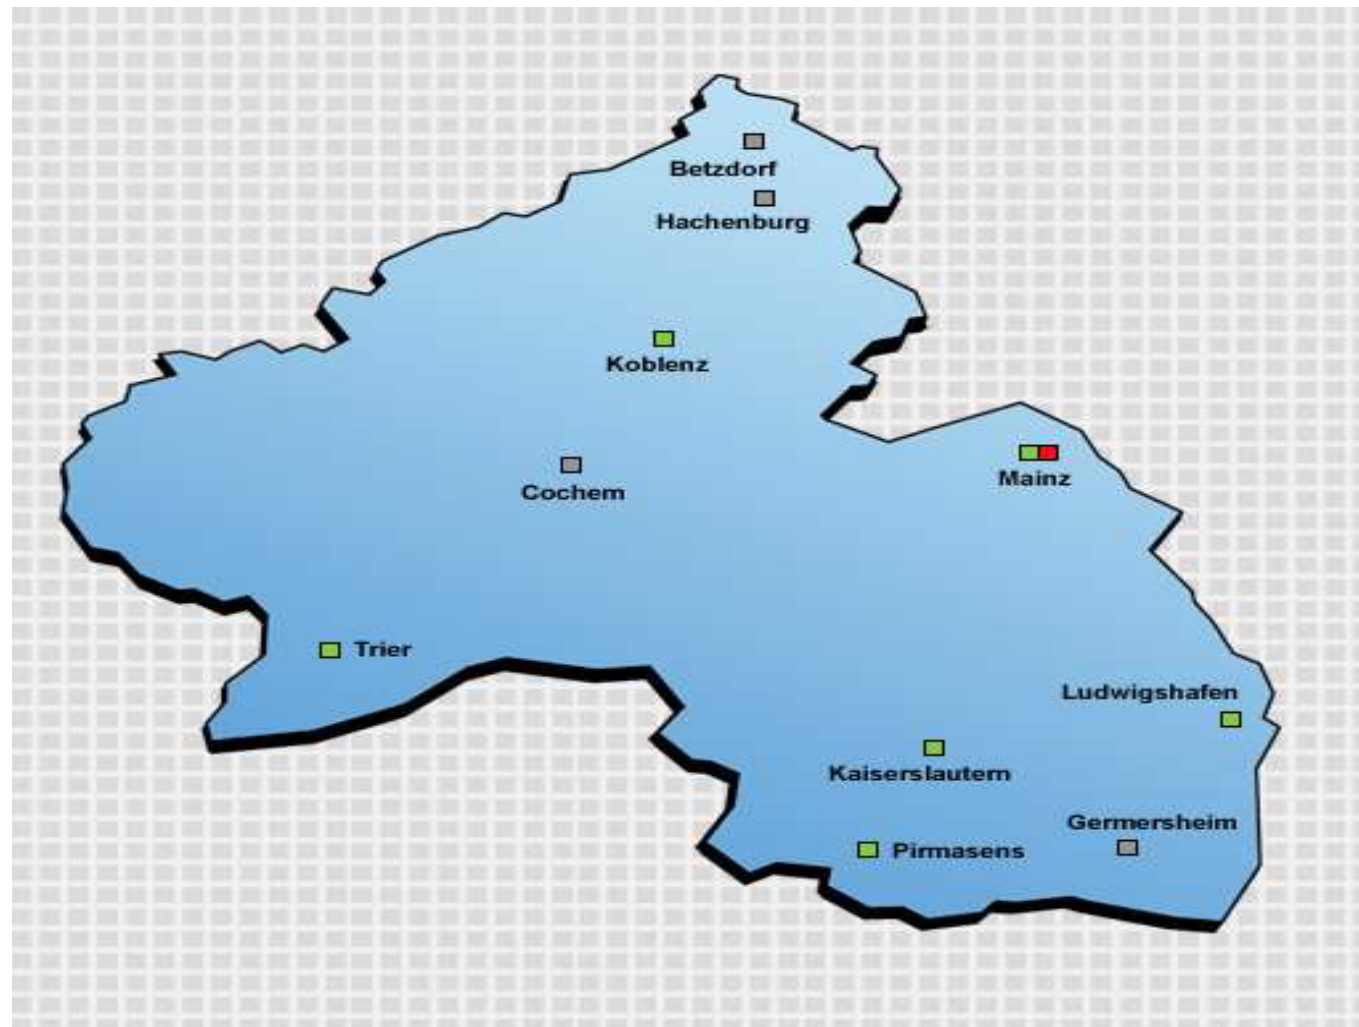 Betzdorf
Hachenburg
Koblenz
Mainz
Cochem
Trier
Ludwigshafen
Kaiserslautern
Germersheim
Pirmasens